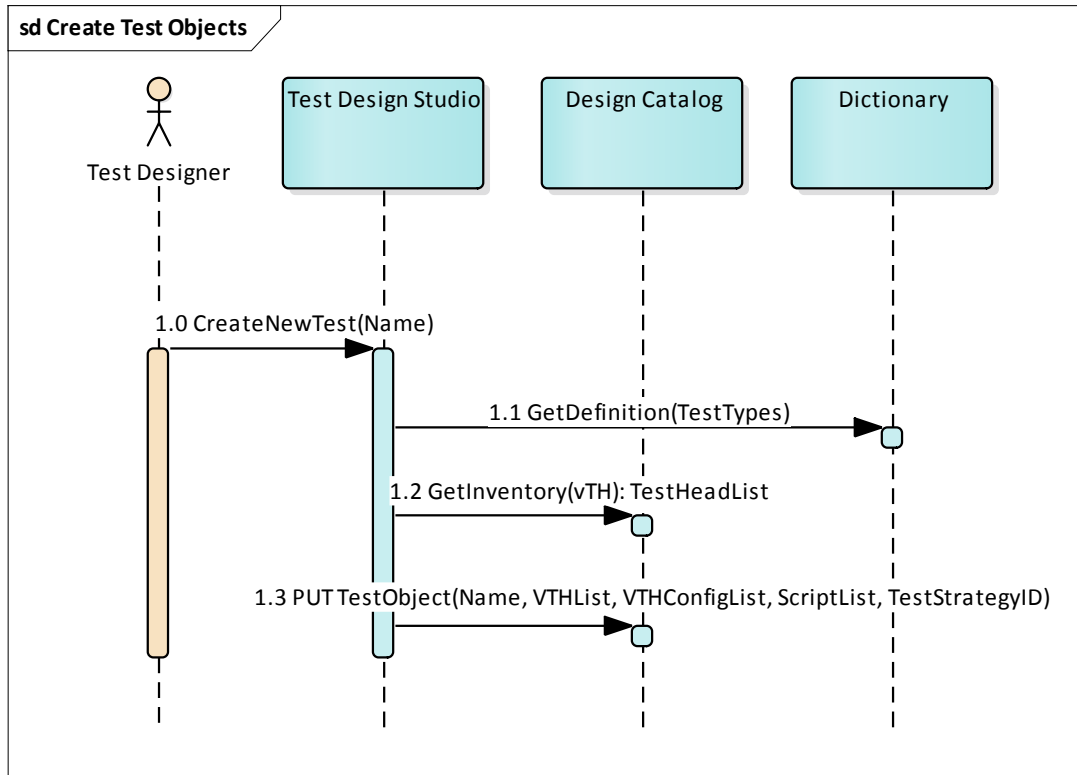 sd Create Test Objects
Test Designer
Test Design Studio
Design Catalog
Dictionary
1.0 CreateNewTest(Name)
1.1 GetDefinition(TestTypes)
1.2 GetInventory(vTH): TestHeadList
1.3 PUT TestObject(Name, VTHList, VTHConfigList, ScriptList, TestStrategyID)